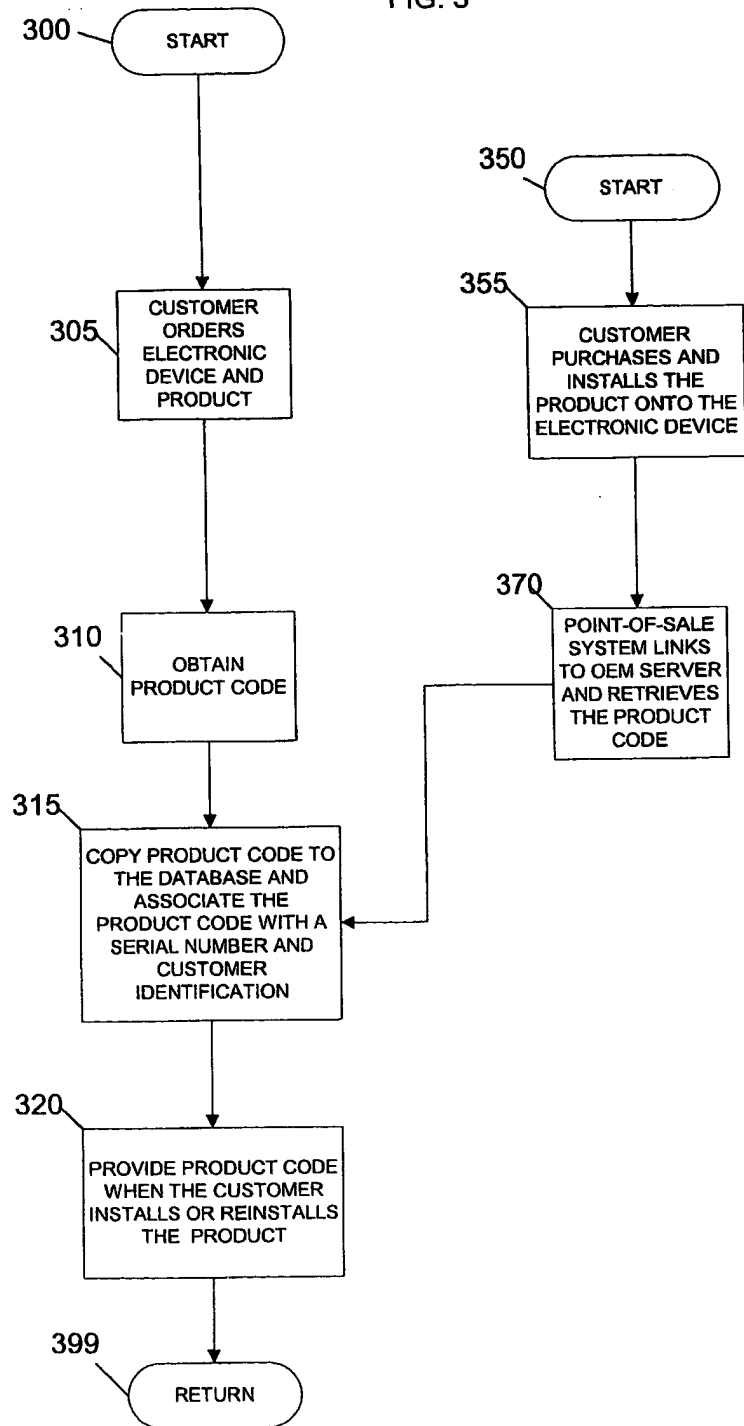 FIG. 3
300
START
305
CUSTOMER
ORDERS
ELECTRONIC
DEVICE AND
PRODUCT
310
OBTAIN
PRODUCT CODE
315
COPY PRODUCT CODE TO
THE DATABASE AND
ASSOCIATE THE
PRODUCT CODE WITH A
SERIAL NUMBER AND
CUSTOMER
IDENTIFICATION
320
PROVIDE PRODUCT CODE
WHEN THE CUSTOMER
INSTALLS OR REINSTALLS
THE PRODUCT
399
RETURN
350
START
355
CUSTOMER
PURCHASES AND
INSTALLS THE
PRODUCT ONTO THE
ELECTRONIC DEVICE
370
POINT-OF-SALE
SYSTEM LINKS
TO OEM SERVER
AND RETRIEVES
THE PRODUCT
CODE